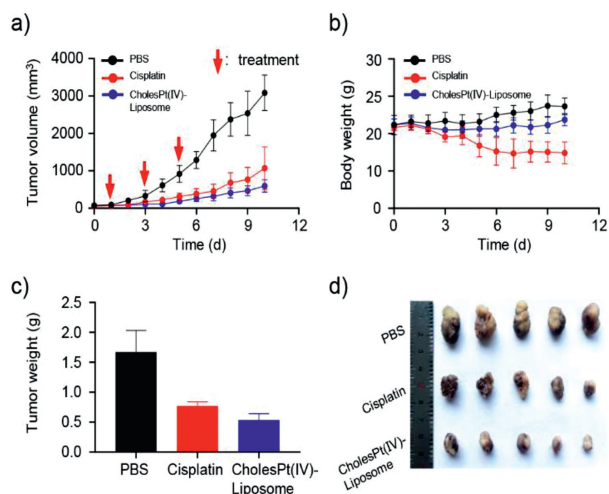 a)
Tumor volume (mm³)
4000
3000
2000
1000
0
0 3 6 9 12
Time (d)
PBS
Cisplatin
CholesPt(IV)-
Liposome
: treatment
b)
Body weight (g)
30
25
20
10
0
0 3 6 9 12
Time (d)
PBS
Cisplatin
CholesPt(IV)-
Liposome
c)
Tumor weight (g)
2.5
2.0
1.5
1.0
0.5
0.0
PBS Cisplatin CholesPt(IV)-
Liposome
d)
PBS
Cisplatin
CholesPt(IV)-
Liposome